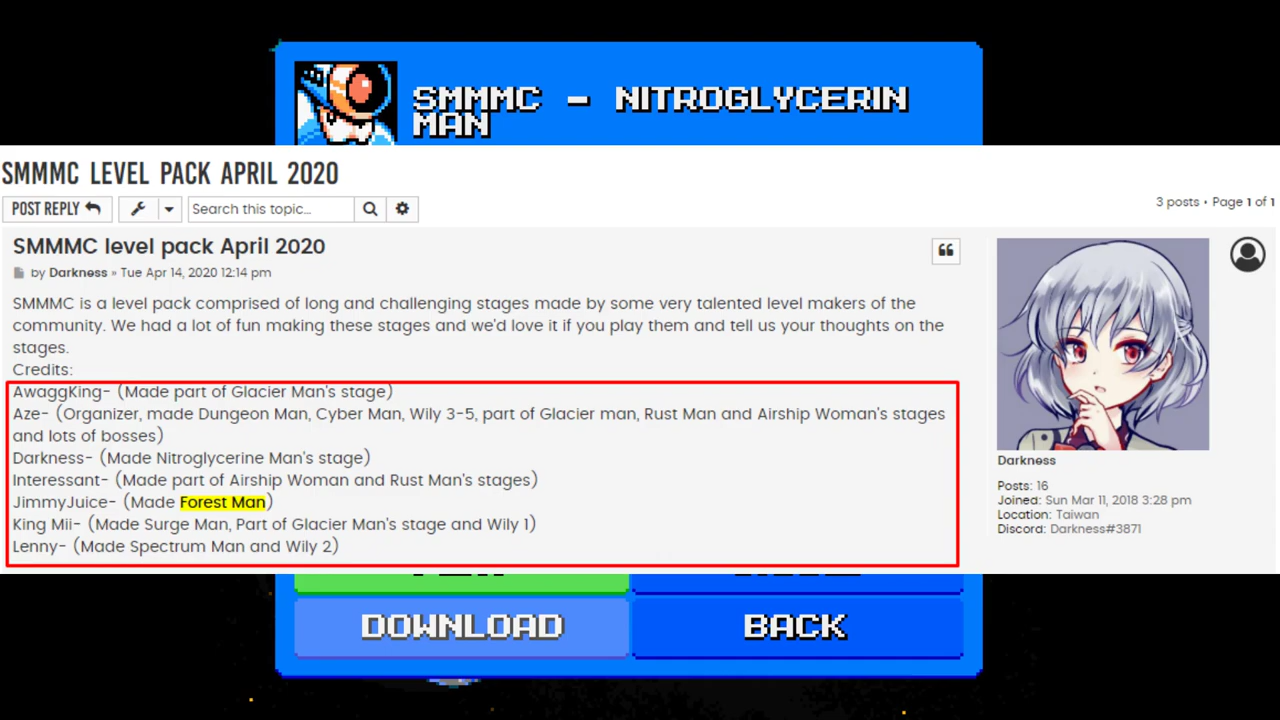 SMMMC - NITROGLYCERIN
MAN
SMMMC LEVEL PACK APRIL 2020
POST REPLY
Search this topic...
3 posts • Page 1 of 1
SMMMC level pack April 2020
by Darkness » Tue Apr 14, 2020 12:14 pm
SMMMC is a level pack comprised of long and challenging stages made by some very talented level makers of the
community. We had a lot of fun making these stages and we'd love it if you play them and tell us your thoughts on the
stages.
Credits:
AwaggKing- (Made part of Glacier Man's stage)
Aze- (Organizer, made Dungeon Man, Cyber Man, Wily 3-5, part of Glacier man, Rust Man and Airship Woman's stages
and lots of bosses)
Darkness- (Made Nitroglycerine Man's stage)
Interessant- (Made part of Airship Woman and Rust Man's stages)
JimmyJuice- (Made Forest Man)
King Mii- (Made Surge Man, Part of Glacier Man's stage and Wily 1)
Lenny- (Made Spectrum Man and Wily 2)
Darkness
Posts: 16
Joined: Sun Mar 11, 2018 3:28 pm
Location: Taiwan
Discord: Darkness#3871
DOWNLOAD
BACK